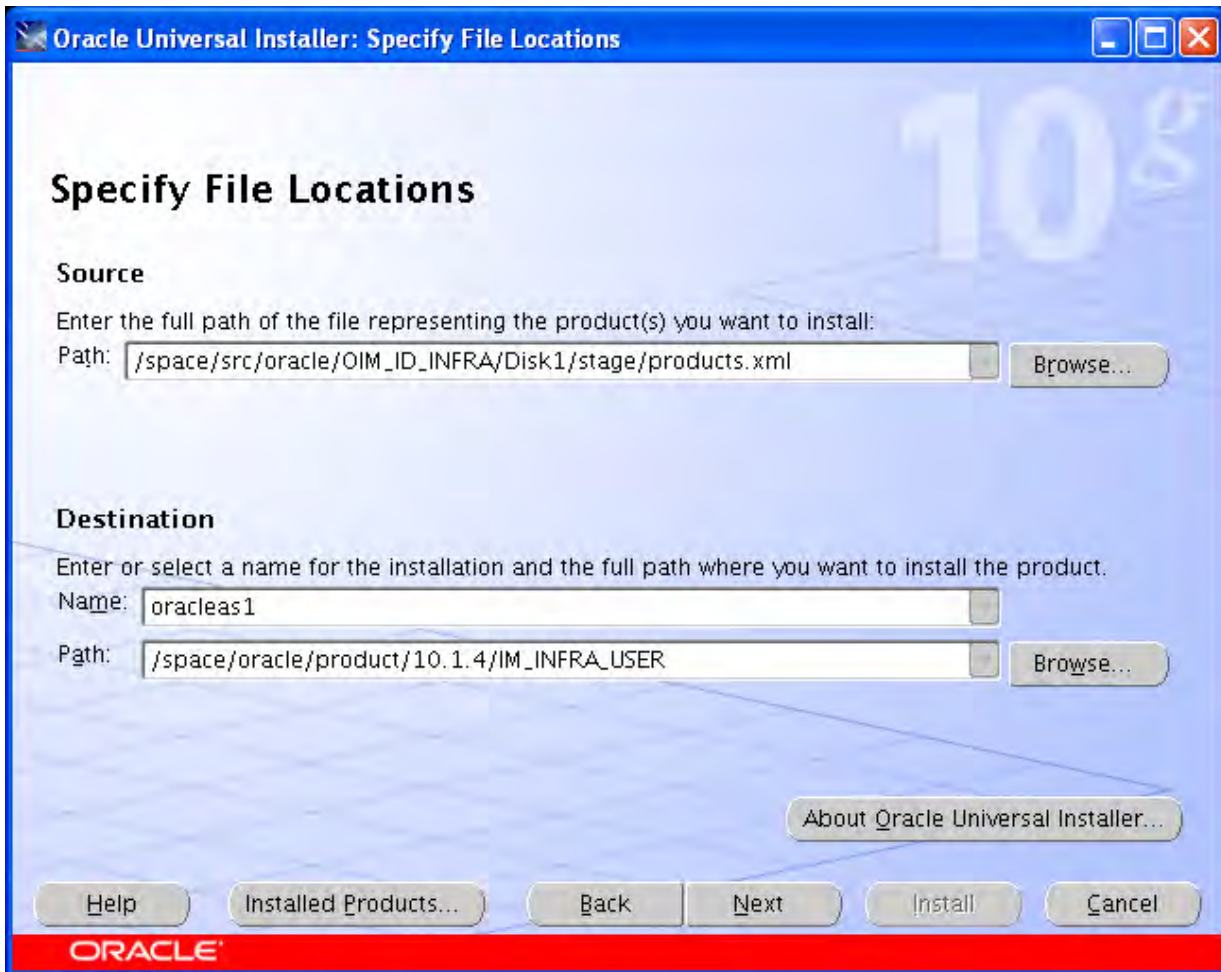 Oracle Universal Installer: Specify File Locations
10g
Specify File Locations
Source
Enter the full path of the file representing the product(s) you want to install:
Path: /space/src/oracle/OIM_ID_INFRA/Disk1/stage/products.xml Browse...
Destination
Enter or select a name for the installation and the full path where you want to install the product.
Name: oracleas1
Path: /space/oracle/product/10.1.4/IM_INFRA_USER Browse...
About Oracle Universal Installer...
Help Installed Products... Back Next Install Cancel
ORACLE